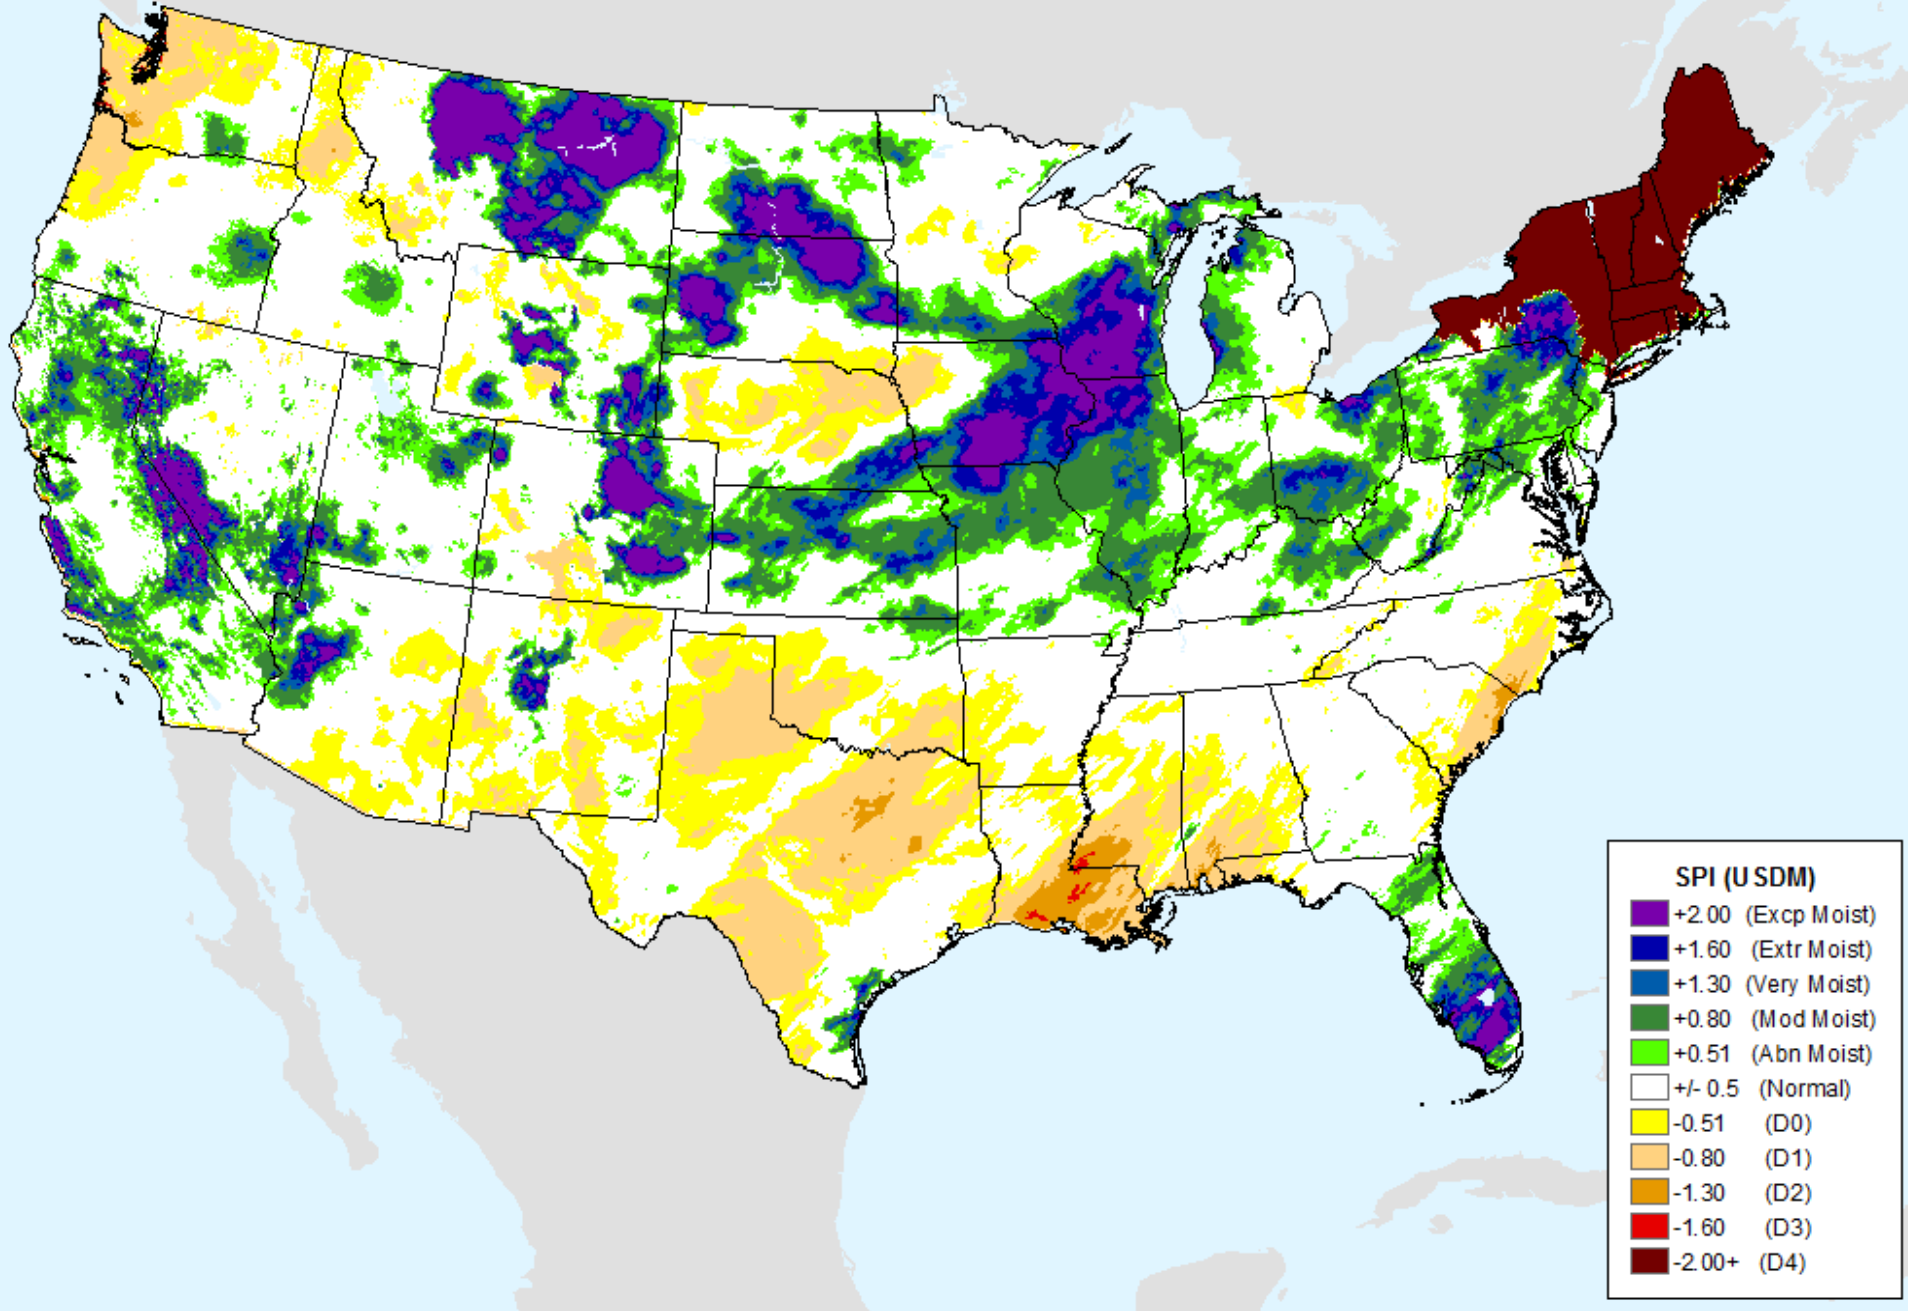 SPI (USDM)
+2.00 (Excp Moist)
+1.60 (Extr Moist)
+1.30 (Very Moist)
+0.80 (Mod Moist)
+0.51 (Abn Moist)
+/- 0.5 (Normal)
-0.51 (D0)
-0.80 (D1)
-1.30 (D2)
-1.60 (D3)
-2.00+ (D4)